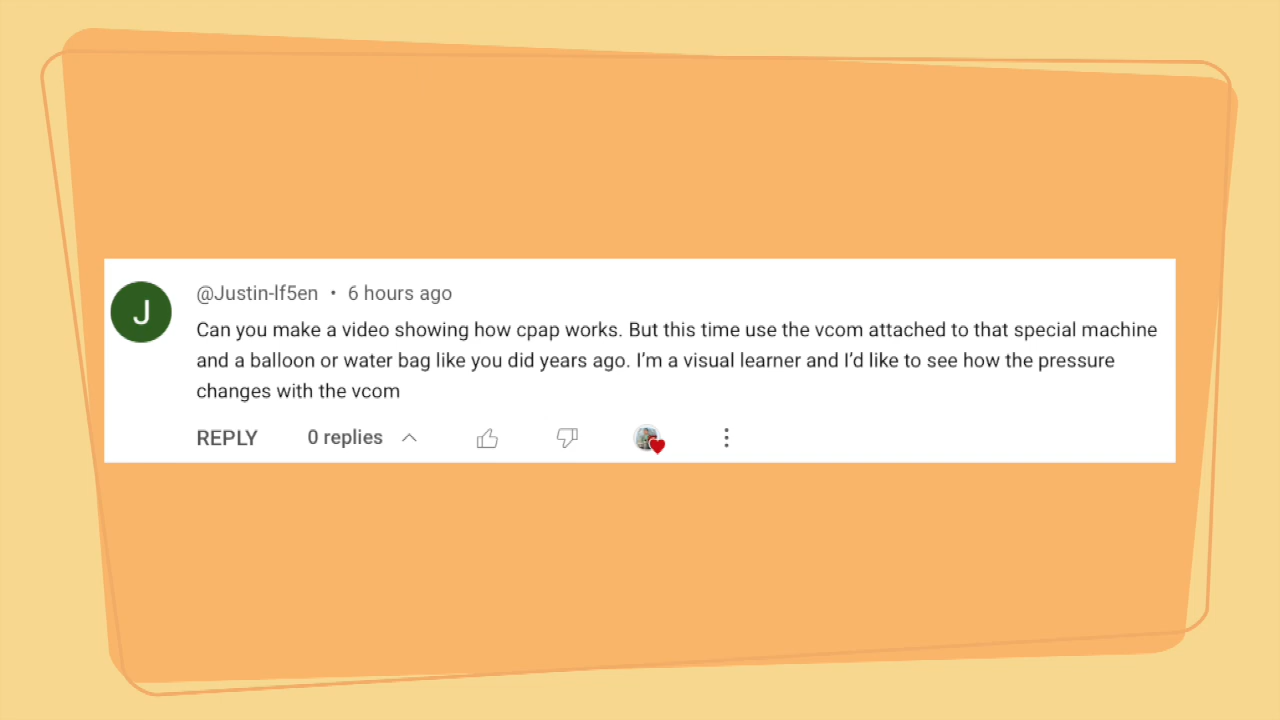 J
@Justin-lf5en • 6 hours ago
Can you make a video showing how cpap works. But this time use the vcom attached to that special machine
and a balloon or water bag like you did years ago. I'm a visual learner and I'd like to see how the pressure
changes with the vcom
REPLY 0 replies